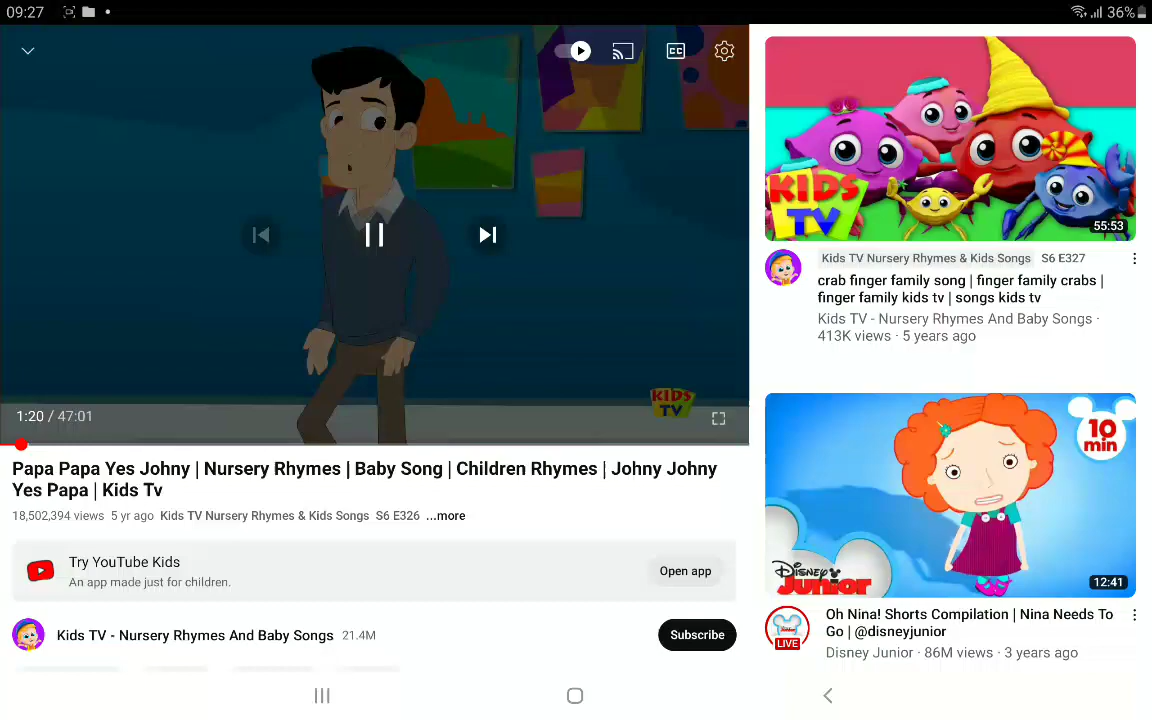 09:27
36%
CC
KIDS
TV
1:20 / 47:01
Papa Papa Yes Johny | Nursery Rhymes | Baby Song | Children Rhymes | Johny Johny
Yes Papa | Kids Tv
18,502,394 views 5 yr ago Kids TV Nursery Rhymes & Kids Songs S6 E326 ...more
Try YouTube Kids
An app made just for children.
Open app
Kids TV - Nursery Rhymes And Baby Songs 21.4M
Subscribe
KIDS
TV
55:53
Kids TV Nursery Rhymes & Kids Songs S6 E327
crab finger family song | finger family crabs |
finger family kids tv | songs kids tv
Kids TV - Nursery Rhymes And Baby Songs ·
413K views · 5 years ago
10
min
Disney
Junior
12:41
LIVE
Oh Nina! Shorts Compilation | Nina Needs To
Go | @disneyjunior
Disney Junior · 86M views · 3 years ago